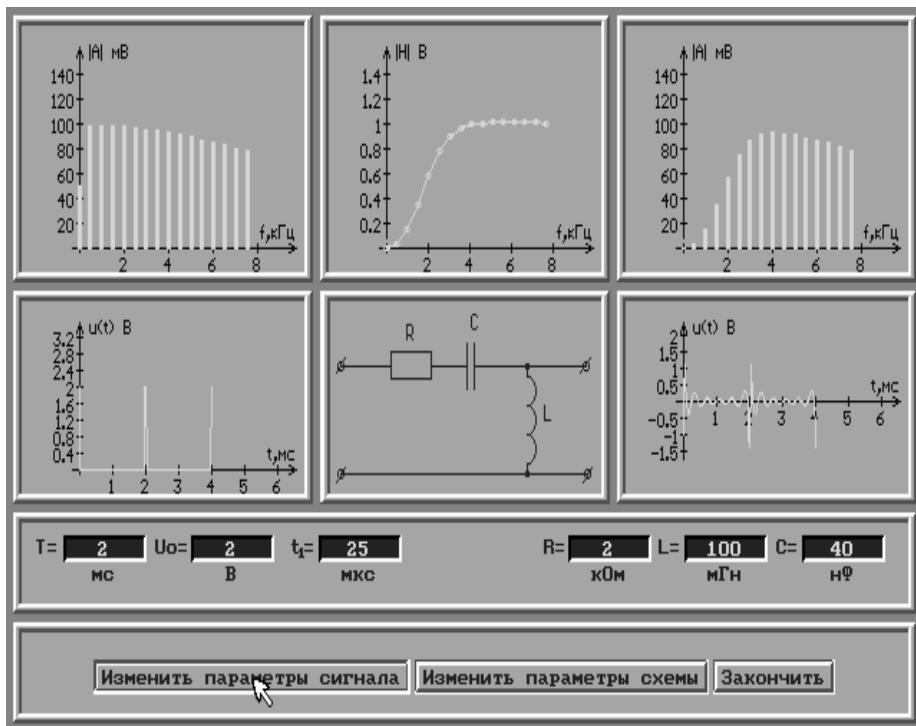 |A| мВ
140
120
100
80
60
40
20
2 4 6 8
f,кГц
|H| В
1.4
1.2
1
0.8
0.6
0.4
0.2
2 4 6 8
f,кГц
|A| мВ
140
120
100
80
60
40
20
2 4 6 8
f,кГц
u(t) В
3.2
2.8
2.4
2
1.6
1.2
0.8
0.4
1 2 3 4 5 6
t,мс
R C
L
u(t) В
2
1.5
1
0.5
-0.5
-1
-1.5
1 2 3 4 5 6
t,мс
T= 2 Uo= 2 t₁= 25 R= 2 L= 100 C= 40
мс В мкс кОм мГн нФ
Изменить параметры сигнала Изменить параметры схемы Закончить